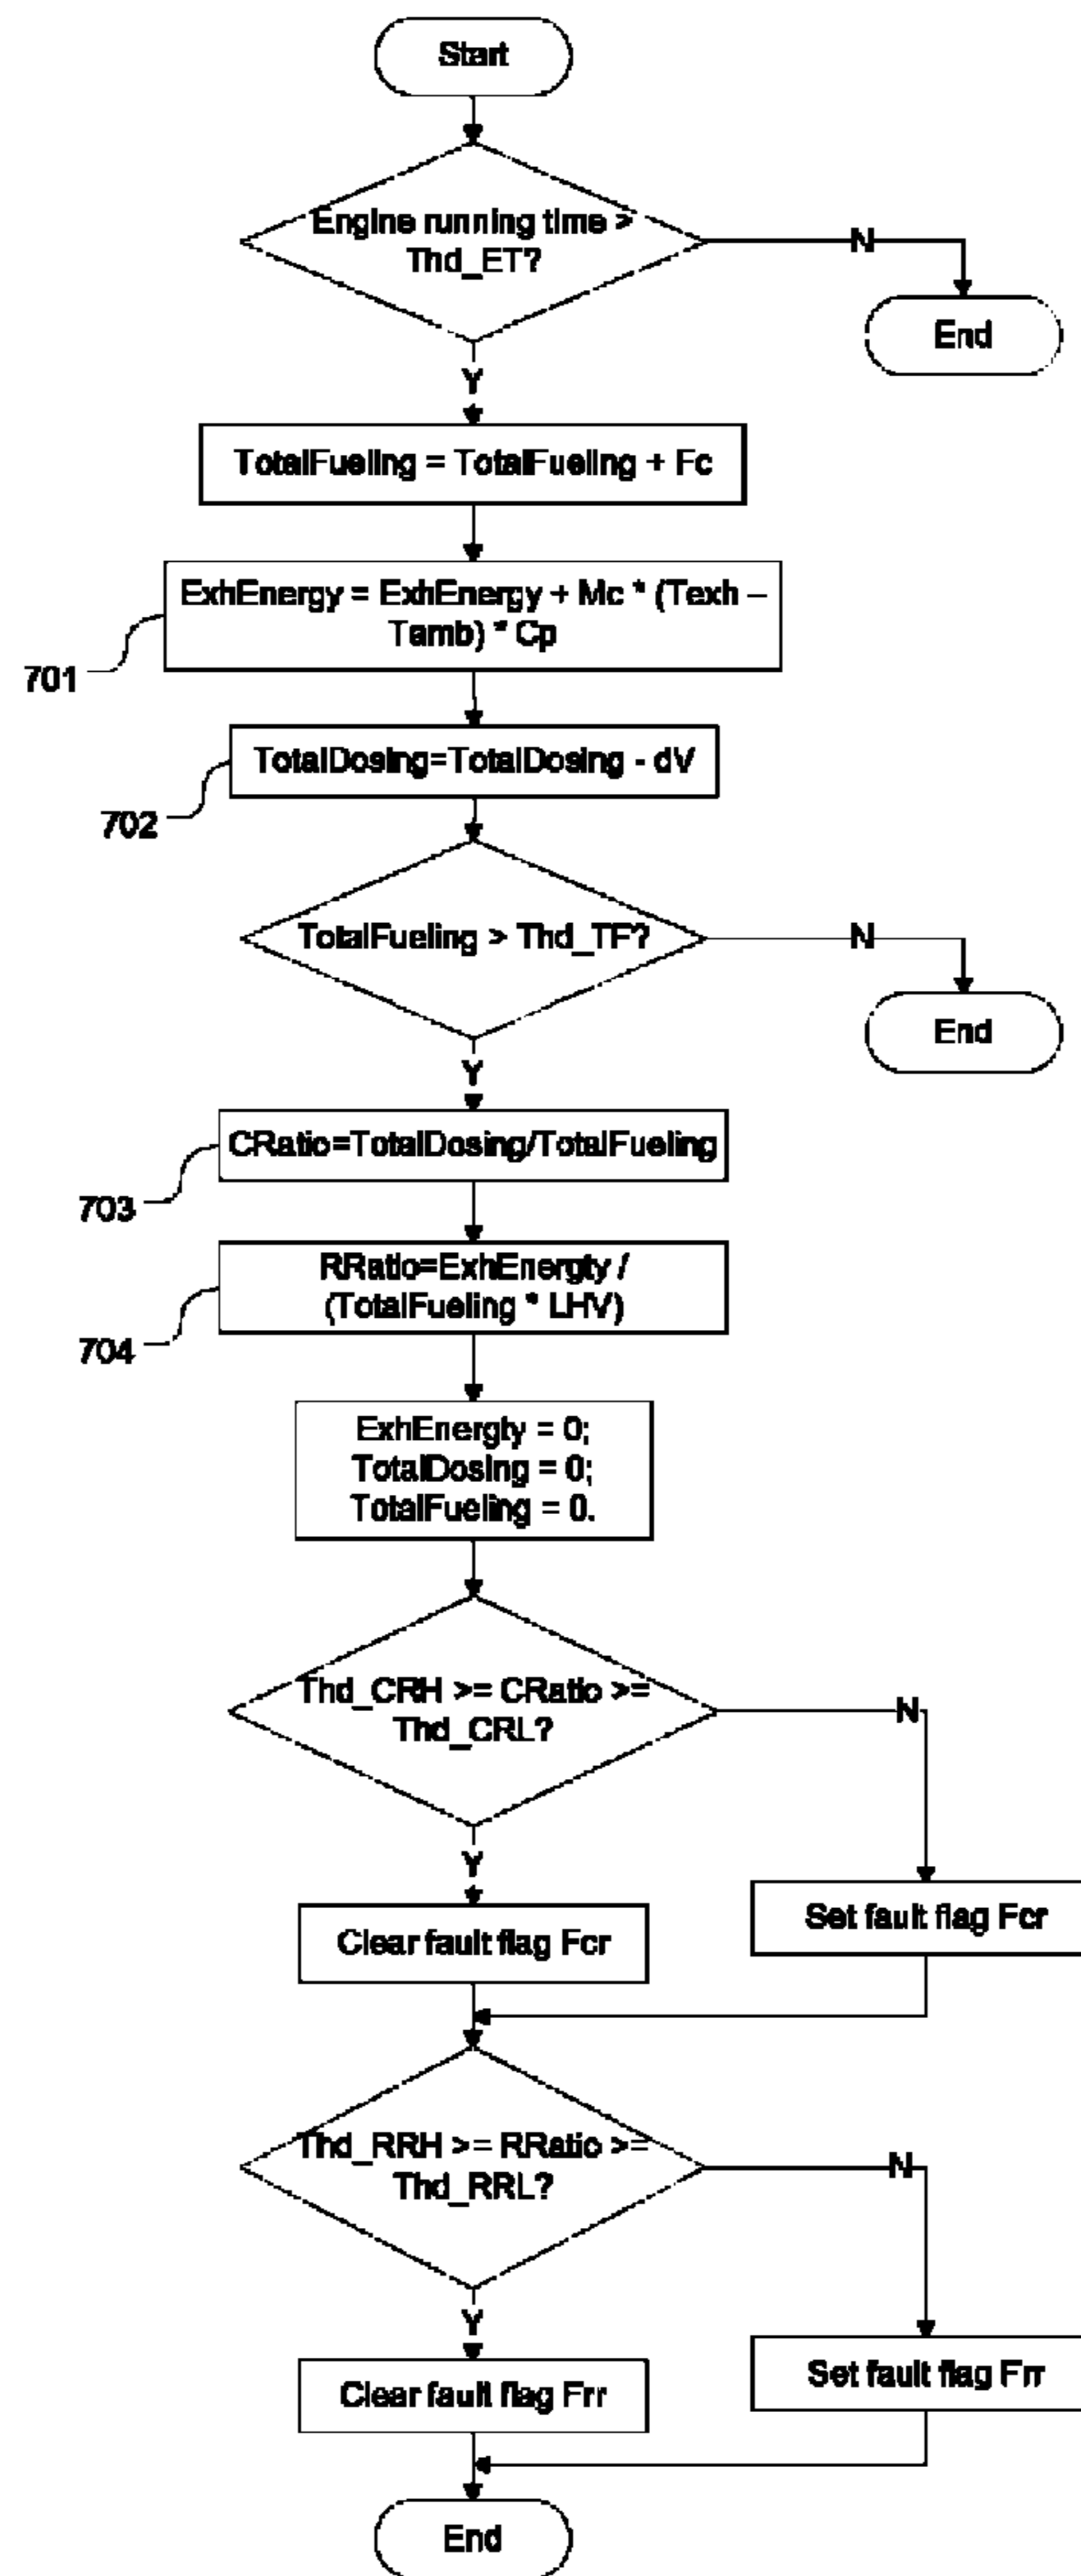 Start
Engine running time >
Thd_ET?
N
End
Y
TotalFueling = TotalFueling + Fc
ExhEnergy = ExhEnergy + Mc * (Texh –
Tamb) * Cp
701
TotalDosing=TotalDosing - dV
702
TotalFueling > Thd_TF?
N
End
Y
CRatio=TotalDosing/TotalFueling
703
RRatio=ExhEnergty /
(TotalFueling * LHV)
704
ExhEnergty = 0;
TotalDosing = 0;
TotalFueling = 0.
Thd_CRH >= CRatio >=
Thd_CRL?
N
Y
Set fault flag Fcr
Clear fault flag Fcr
Thd_RRH >= RRatio >=
Thd_RRL?
N
Y
Set fault flag Frr
Clear fault flag Frr
End